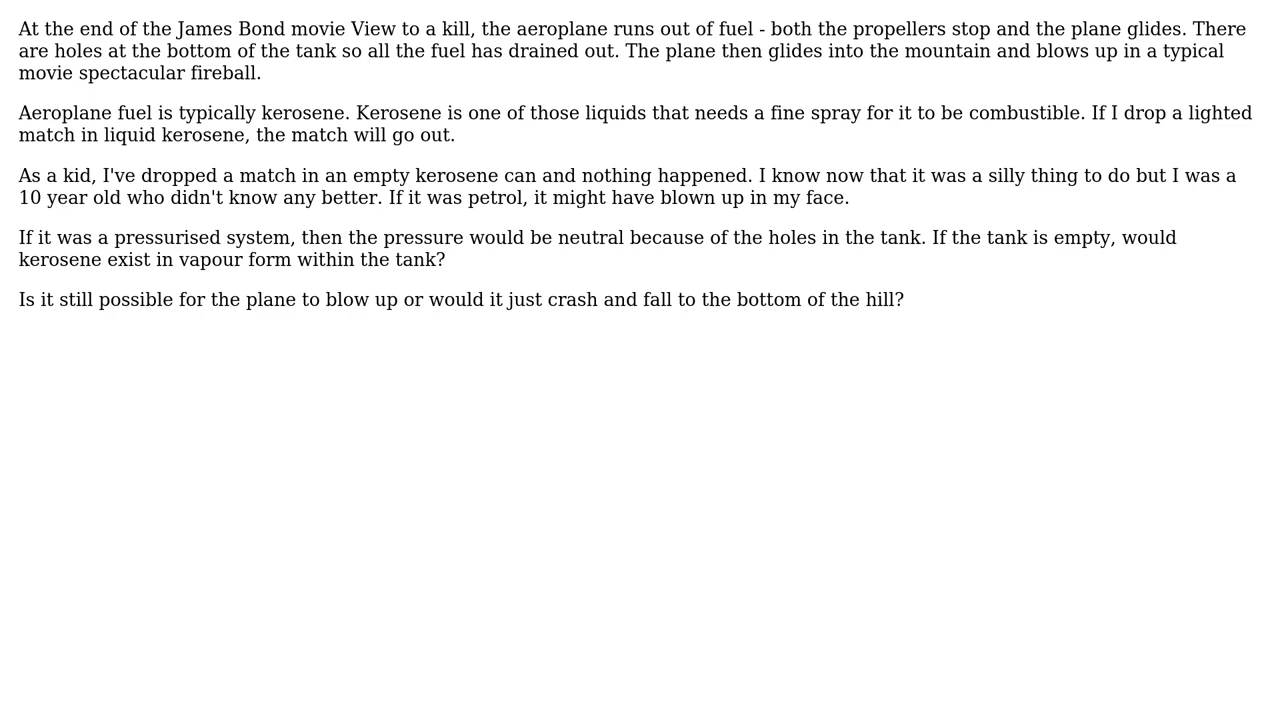 At the end of the James Bond movie View to a kill, the aeroplane runs out of fuel - both the propellers stop and the plane glides. There
are holes at the bottom of the tank so all the fuel has drained out. The plane then glides into the mountain and blows up in a typical
movie spectacular fireball.
Aeroplane fuel is typically kerosene. Kerosene is one of those liquids that needs a fine spray for it to be combustible. If I drop a lighted
match in liquid kerosene, the match will go out.
As a kid, I've dropped a match in an empty kerosene can and nothing happened. I know now that it was a silly thing to do but I was a
10 year old who didn't know any better. If it was petrol, it might have blown up in my face.
If it was a pressurised system, then the pressure would be neutral because of the holes in the tank. If the tank is empty, would
kerosene exist in vapour form within the tank?
Is it still possible for the plane to blow up or would it just crash and fall to the bottom of the hill?